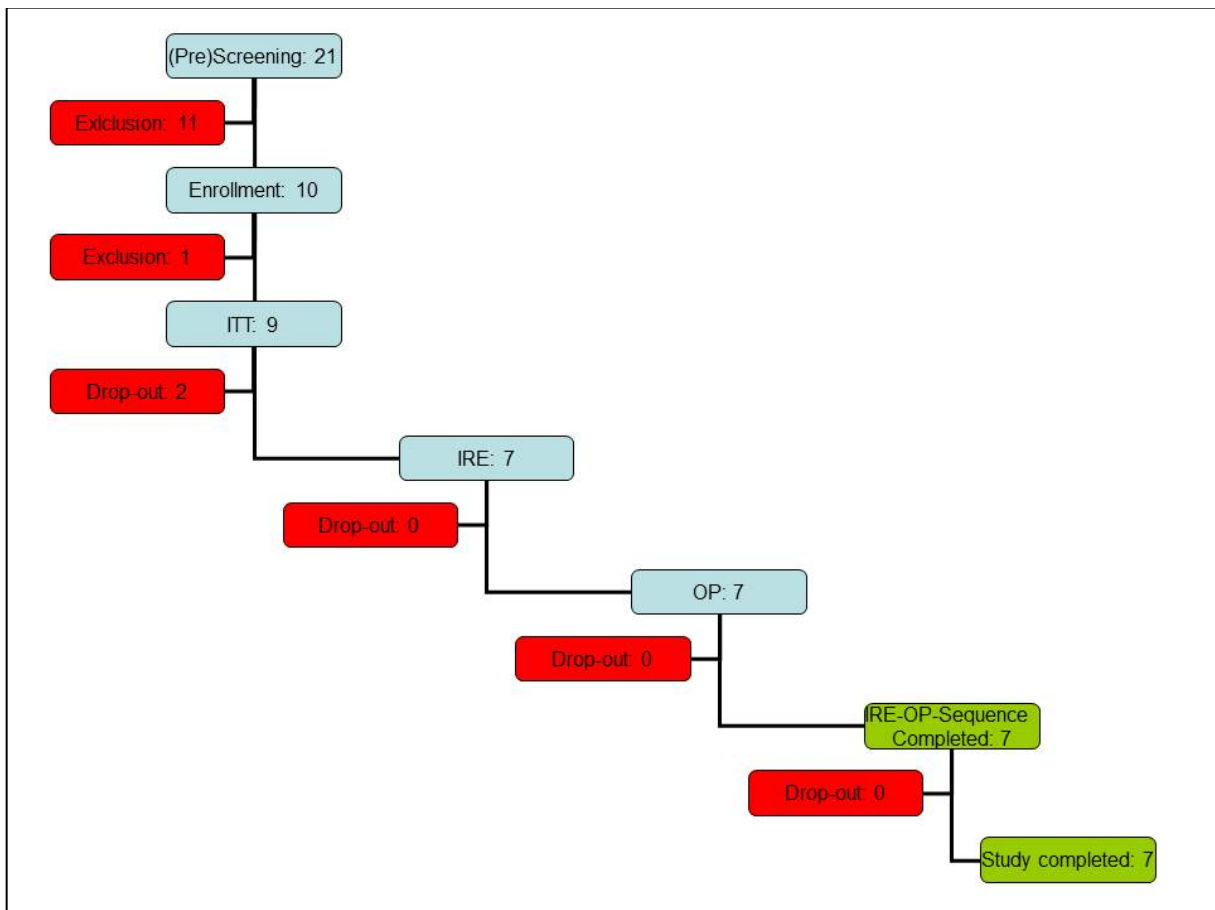 (Pre)Screening: 21
Exlclusion: 11
Enrollment: 10
Exclusion: 1
ITT: 9
Drop-out: 2
IRE: 7
Drop-out: 0
OP: 7
Drop-out: 0
IRE-OP-Sequence
Completed: 7
Drop-out: 0
Study completed: 7